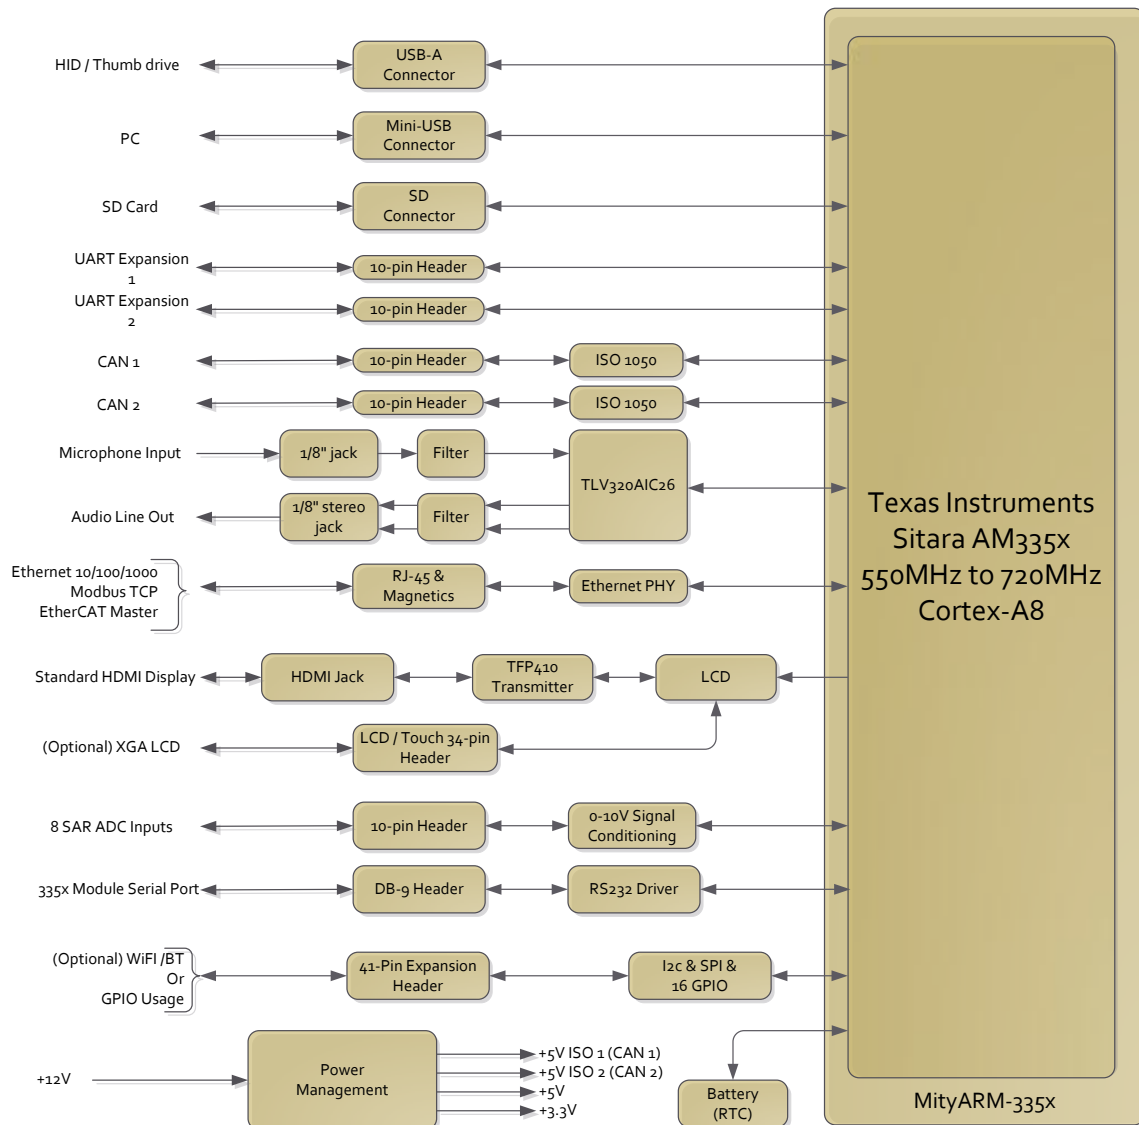 HID / Thumb drive
USB-A
Connector
PC
Mini-USB
Connector
SD Card
SD
Connector
UART Expansion
1
10-pin Header
UART Expansion
2
10-pin Header
CAN 1
10-pin Header
ISO 1050
CAN 2
10-pin Header
ISO 1050
Microphone Input
1/8" jack
Filter
TLV320AIC26
Audio Line Out
1/8" stereo
jack
Filter
Ethernet 10/100/1000
Modbus TCP
EtherCAT Master
RJ-45 &
Magnetics
Ethernet PHY
Texas Instruments
Sitara AM335x
550MHz to 720MHz
Cortex-A8
Standard HDMI Display
HDMI Jack
TFP410
Transmitter
LCD
(Optional) XGA LCD
LCD / Touch 34-pin
Header
8 SAR ADC Inputs
10-pin Header
0-10V Signal
Conditioning
335x Module Serial Port
DB-9 Header
RS232 Driver
(Optional) WiFI /BT
Or
GPIO Usage
41-Pin Expansion
Header
I2c & SPI &
16 GPIO
+12V
Power
Management
+5V ISO 1 (CAN 1)
+5V ISO 2 (CAN 2)
+5V
+3.3V
Battery
(RTC)
MityARM-335x